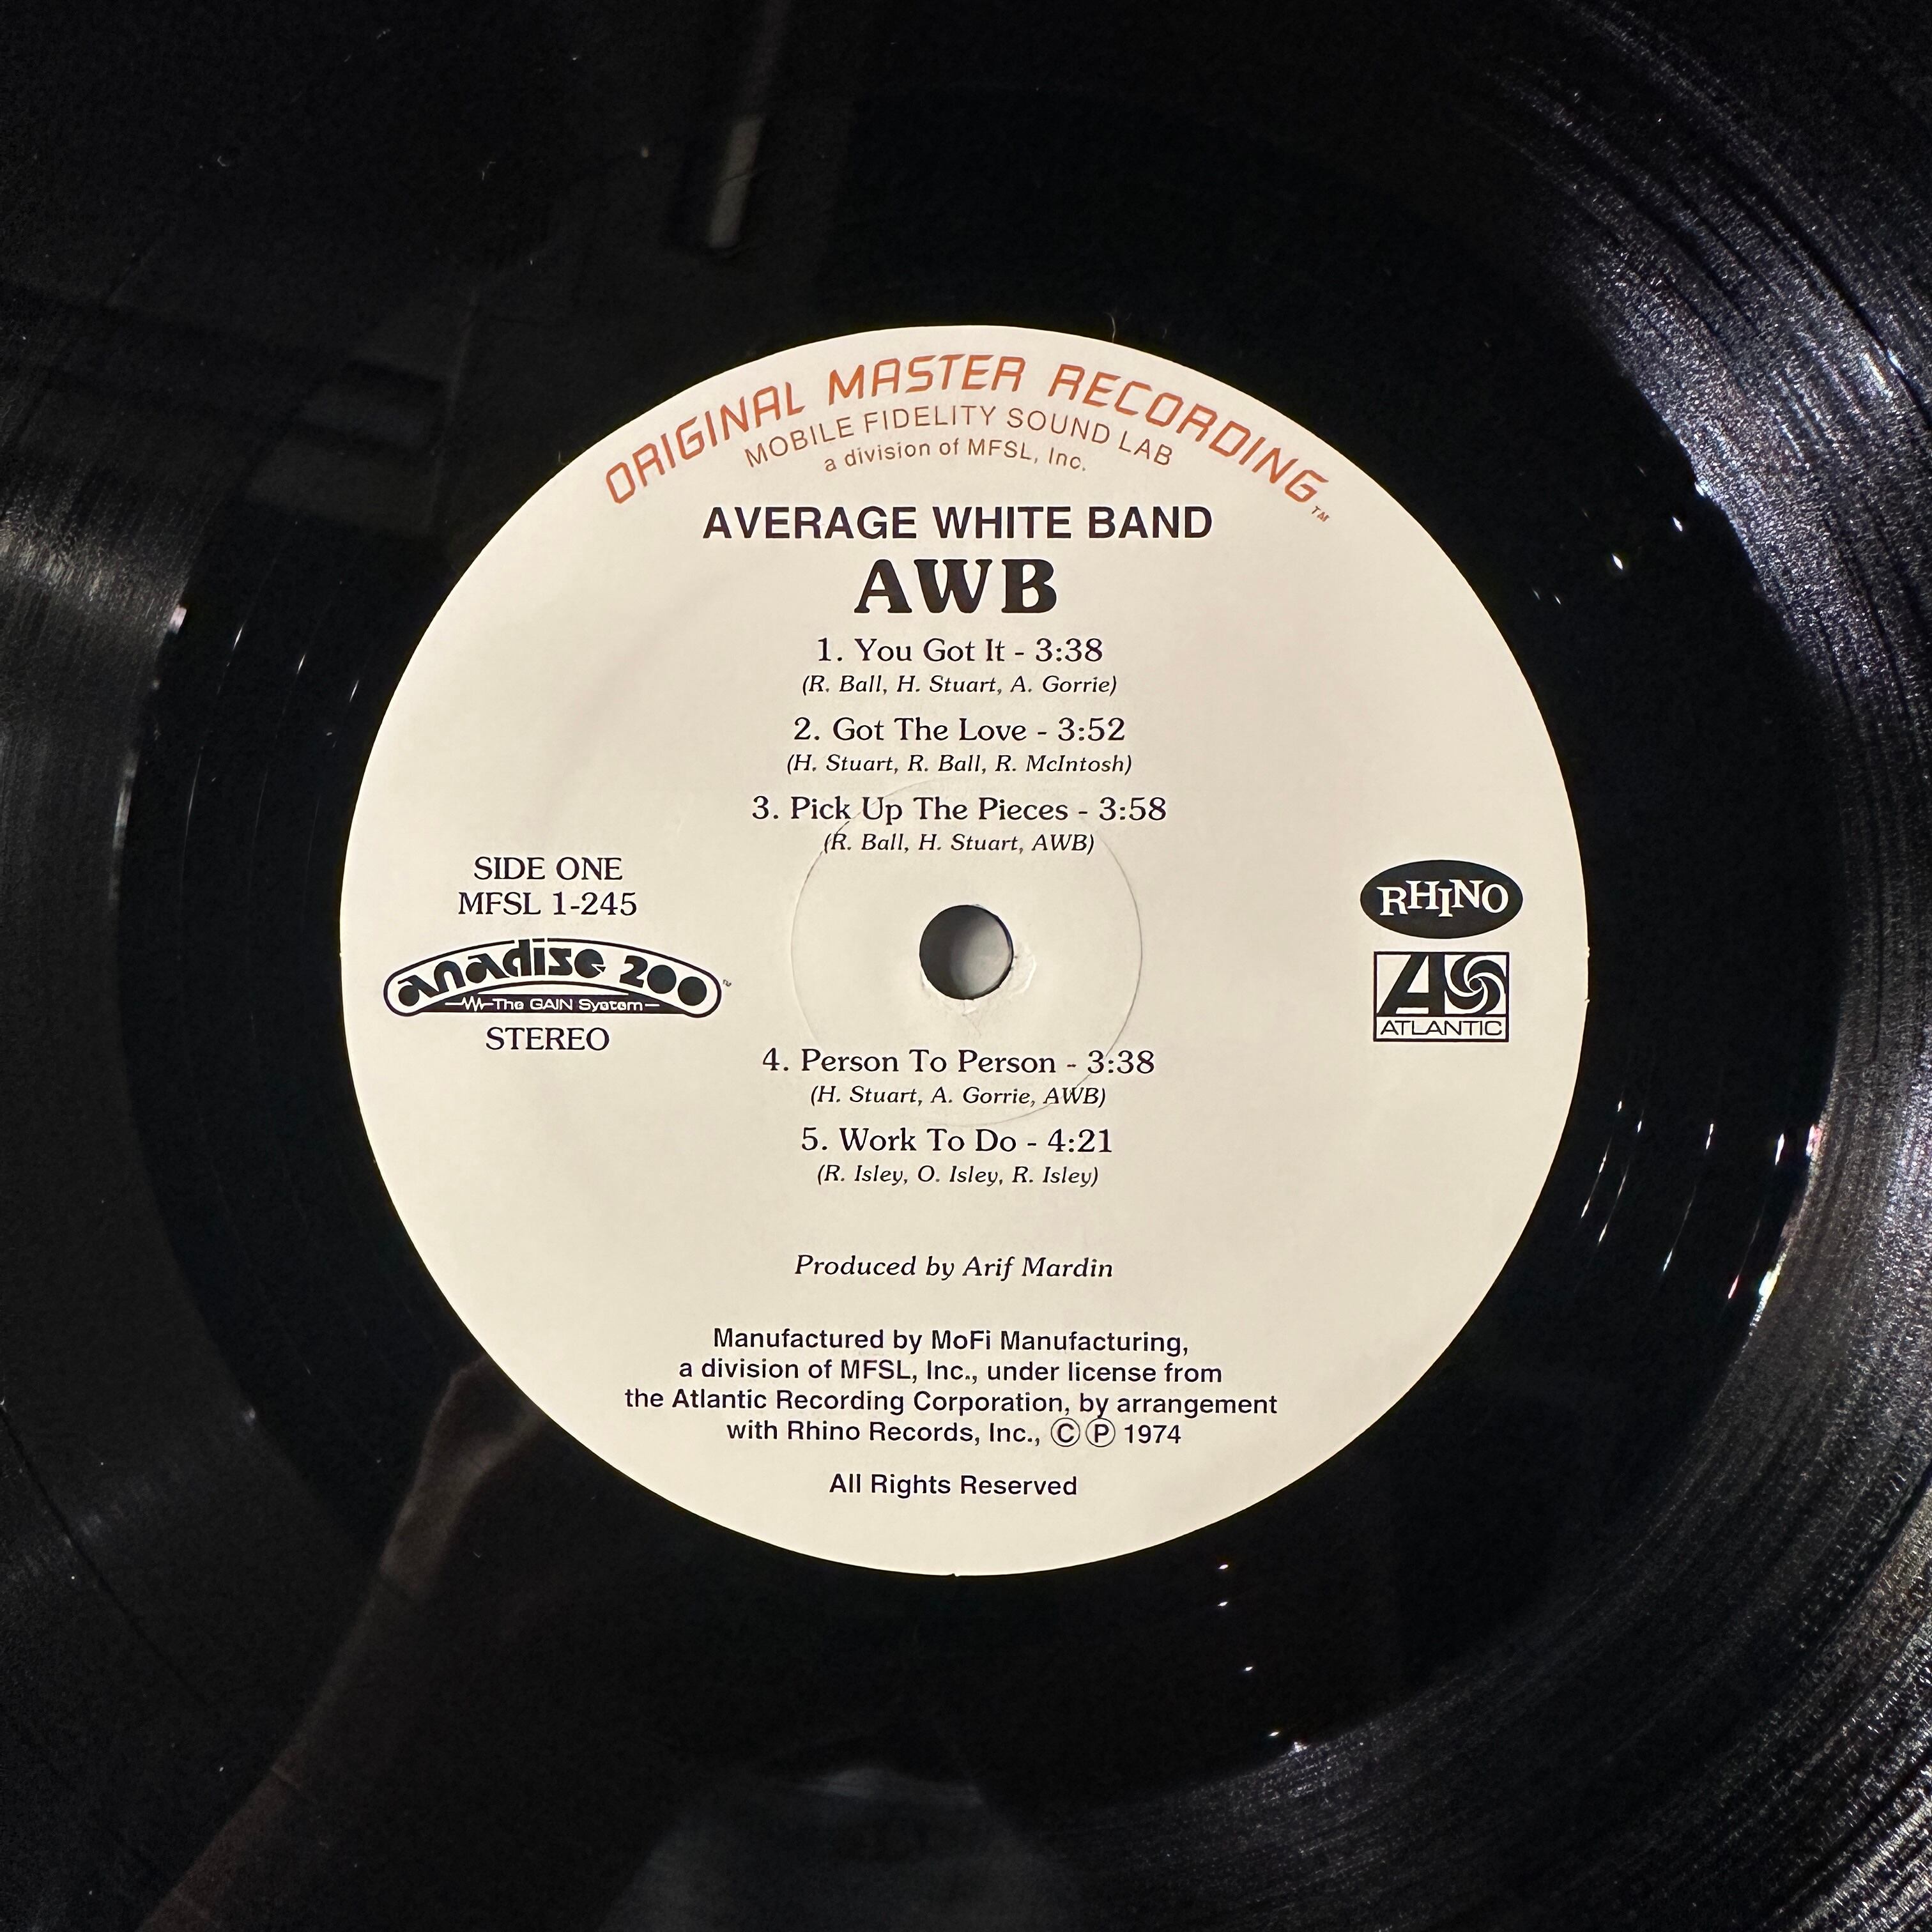 ORIGINAL MASTER RECORDING™
MOBILE FIDELITY SOUND LAB
a division of MFSL, Inc.
AVERAGE WHITE BAND
AWB
1. You Got It - 3:38
(R. Ball, H. Stuart, A. Gorrie)
2. Got The Love - 3:52
(H. Stuart, R. Ball, R. McIntosh)
3. Pick Up The Pieces - 3:58
(R. Ball, H. Stuart, AWB)
SIDE ONE
MFSL 1-245
anadisc 200™
The GAIN System
STEREO
RHINO
ATLANTIC
4. Person To Person - 3:38
(H. Stuart, A. Gorrie, AWB)
5. Work To Do - 4:21
(R. Isley, O. Isley, R. Isley)
Produced by Arif Mardin
Manufactured by MoFi Manufacturing,
a division of MFSL, Inc., under license from
the Atlantic Recording Corporation, by arrangement
with Rhino Records, Inc., Ⓒ Ⓟ 1974
All Rights Reserved